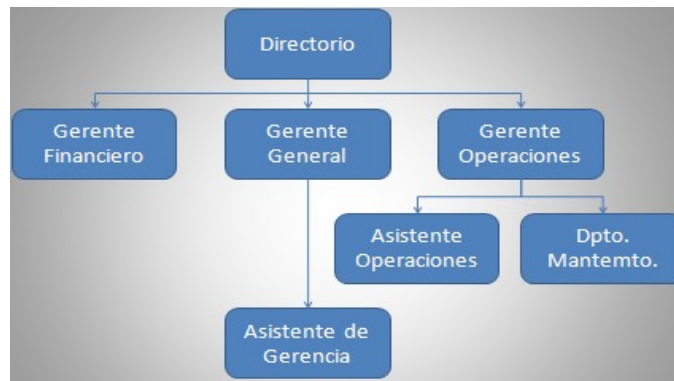 Directorio
Gerente
Financiero
Gerente
General
Gerente
Operaciones
Asistente
Operaciones
Dpto.
Mantemto.
Asistente de
Gerencia